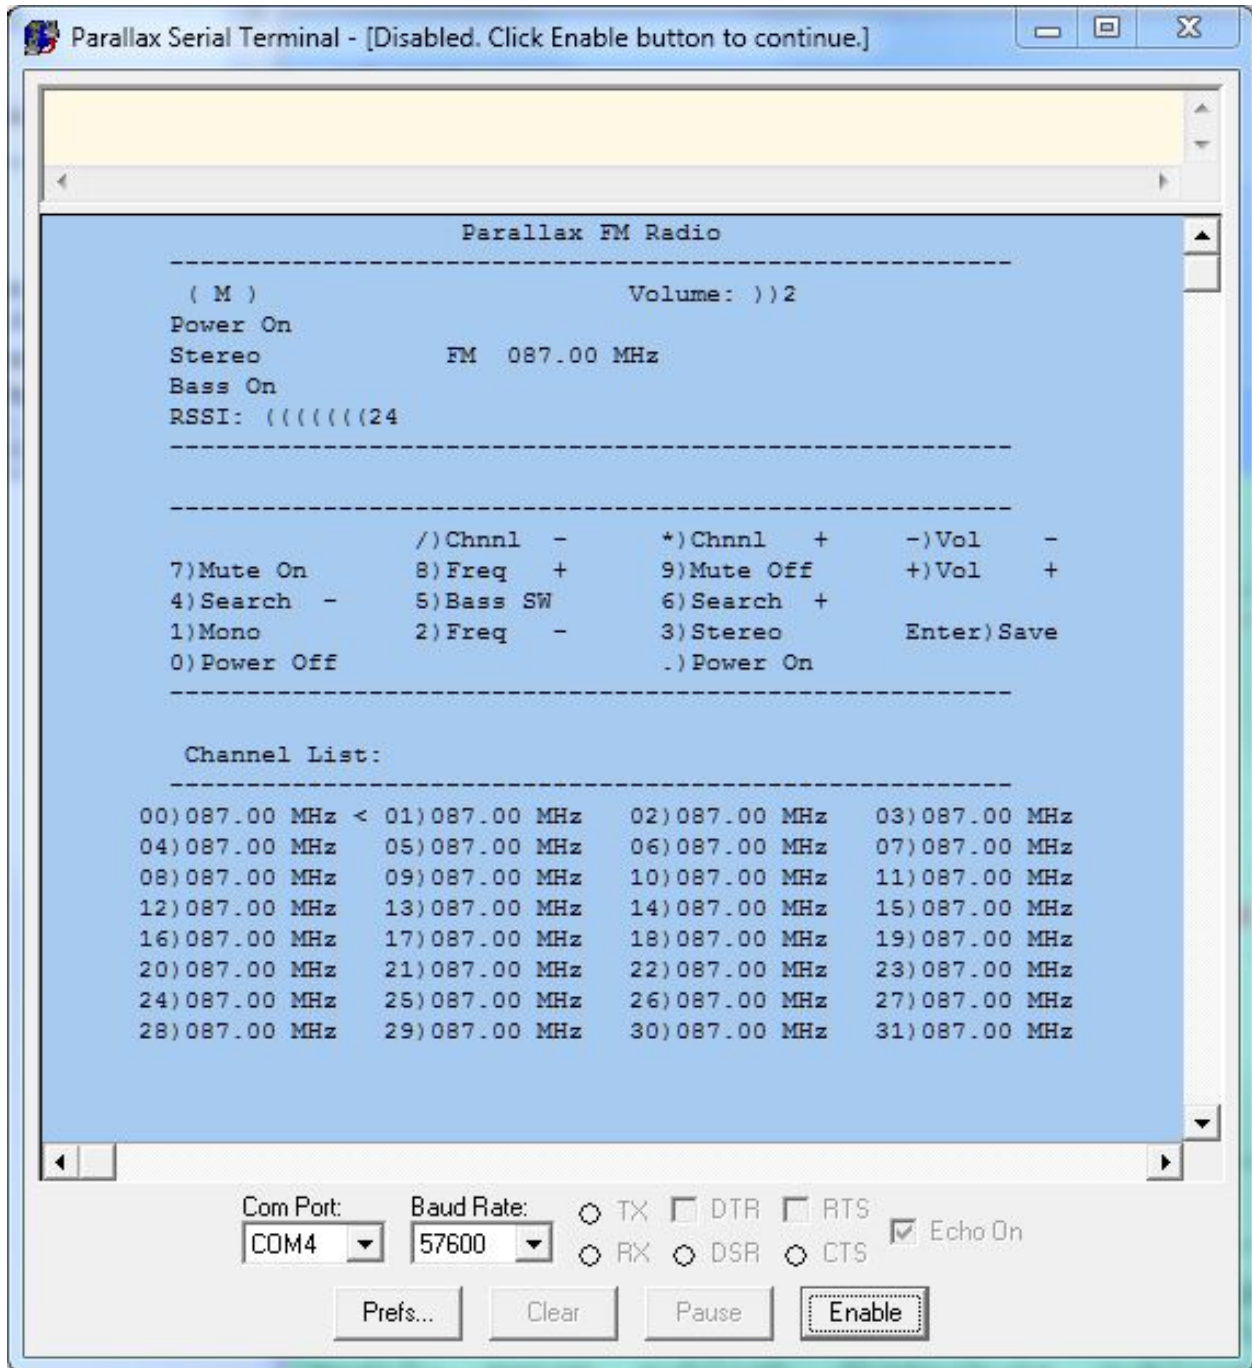 Parallax Serial Terminal - [Disabled. Click Enable button to continue.]
Parallax FM Radio
-------------------------------------------------------
( M ) Volume: ))2
Power On
Stereo FM 087.00 MHz
Bass On
RSSI: (((((((24
-------------------------------------------------------
-------------------------------------------------------
/)Chnnl - *)Chnnl + -)Vol -
7)Mute On 8)Freq + 9)Mute Off +)Vol +
4)Search - 5)Bass SW 6)Search +
1)Mono 2)Freq - 3)Stereo Enter)Save
0)Power Off .)Power On
-------------------------------------------------------
Channel List:
-------------------------------------------------------
00)087.00 MHz < 01)087.00 MHz 02)087.00 MHz 03)087.00 MHz
04)087.00 MHz 05)087.00 MHz 06)087.00 MHz 07)087.00 MHz
08)087.00 MHz 09)087.00 MHz 10)087.00 MHz 11)087.00 MHz
12)087.00 MHz 13)087.00 MHz 14)087.00 MHz 15)087.00 MHz
16)087.00 MHz 17)087.00 MHz 18)087.00 MHz 19)087.00 MHz
20)087.00 MHz 21)087.00 MHz 22)087.00 MHz 23)087.00 MHz
24)087.00 MHz 25)087.00 MHz 26)087.00 MHz 27)087.00 MHz
28)087.00 MHz 29)087.00 MHz 30)087.00 MHz 31)087.00 MHz
Com Port: Baud Rate: TX DTR RTS
COM4 57600 RX DSR CTS Echo On
Prefs... Clear Pause Enable